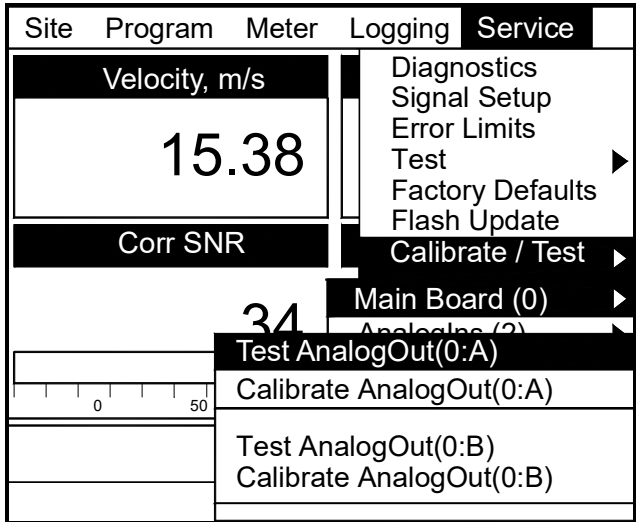 Site Program Meter Logging Service
Velocity, m/s
15.38
Diagnostics
Signal Setup
Error Limits
Test
Factory Defaults
Flash Update
Calibrate / Test
Corr SNR
34
Main Board (0)
AnalogIns (2)
Test AnalogOut(0:A)
Calibrate AnalogOut(0:A)
Test AnalogOut(0:B)
Calibrate AnalogOut(0:B)
0 50